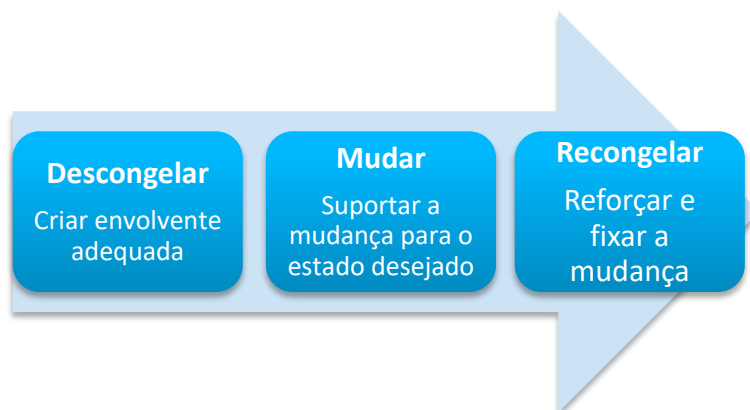 Descongelar
Criar envolvente
adequada
Mudar
Suportar a
mudança para o
estado desejado
Recongelar
Reforçar e
fixar a
mudança